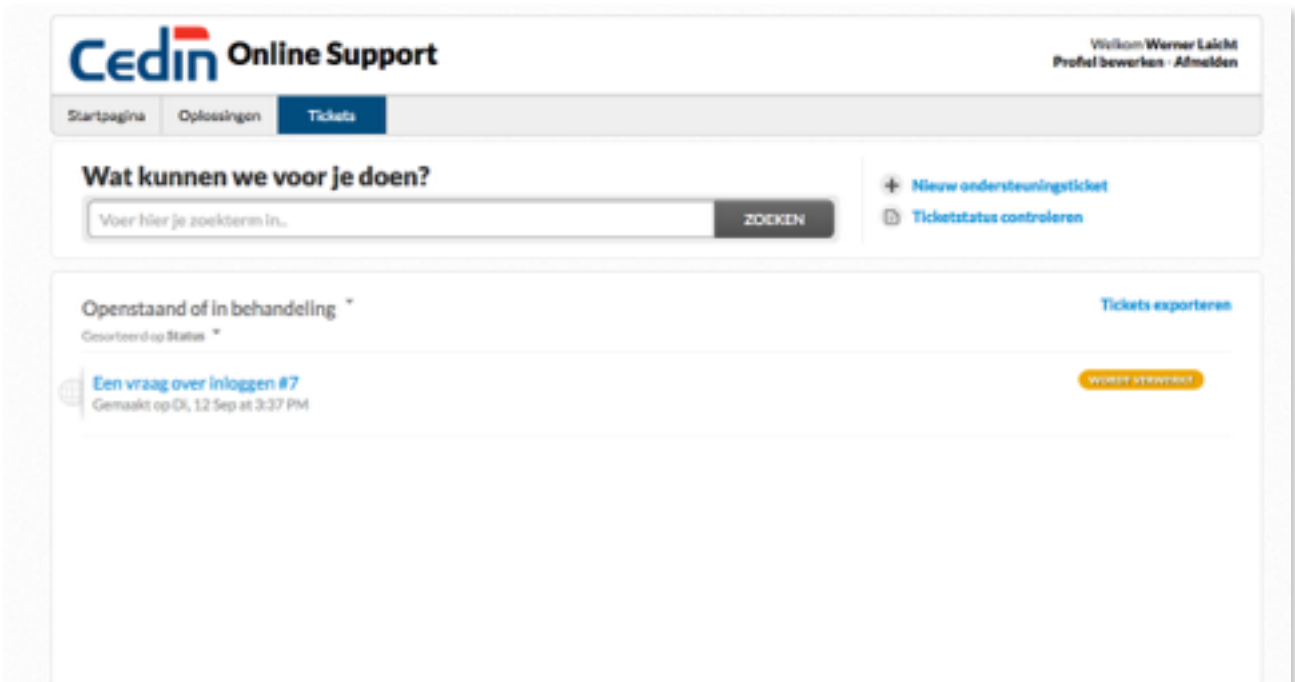 Cedin Online Support
Welkom Werner Laicht
Profiel bewerken - Afmelden
Startpagina Oplossingen Tickets
Wat kunnen we voor je doen?
Voer hier je zoekterm in..
ZOEKEN
Nieuw ondersteuningsticket
Ticketstatus controleren
Openstaand of in behandeling
Tickets exporteren
Gesorteerd op Status
Een vraag over inloggen #7
WORDT VERWERKT
Gemaakt op Di, 12 Sep at 3:37 PM